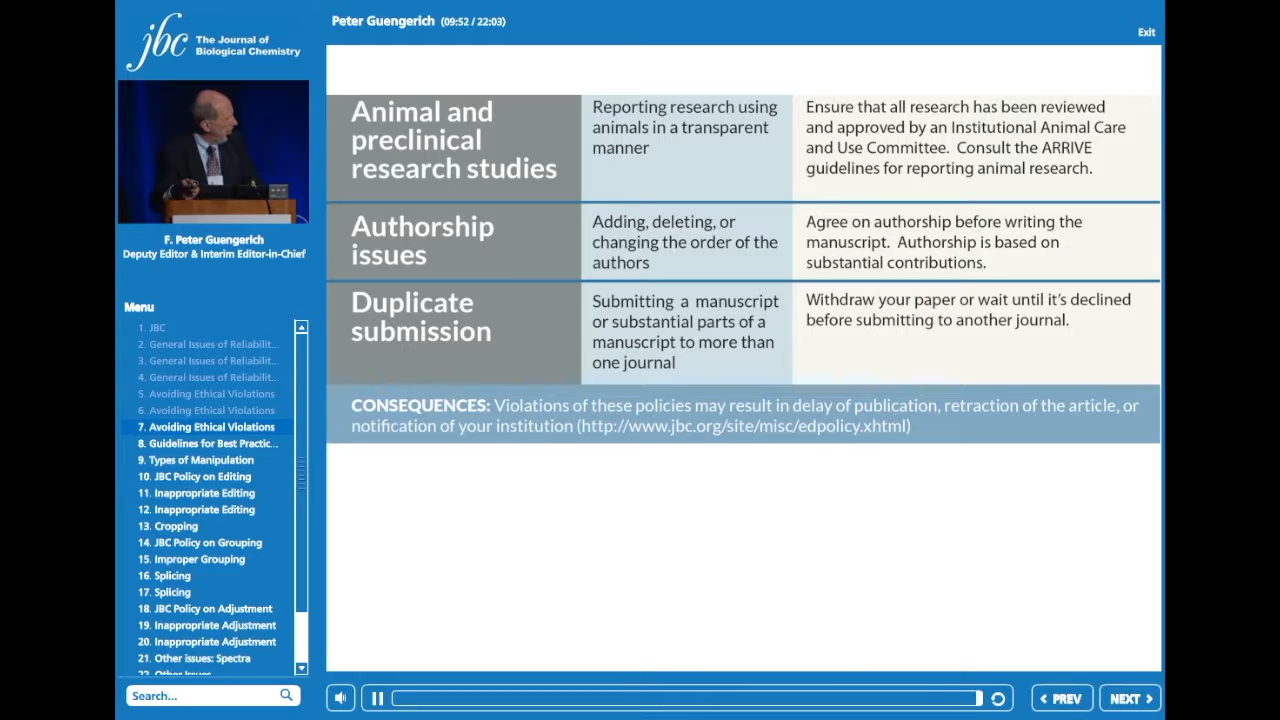 jbc The Journal of
Biological Chemistry
Peter Guengerich (09:52 / 22:03)
Exit
F. Peter Guengerich
Deputy Editor & Interim Editor-in-Chief
Menu
1. JBC
2. General Issues of Reliabilit...
3. General Issues of Reliabilit...
4. General Issues of Reliabilit...
5. Avoiding Ethical Violations
6. Avoiding Ethical Violations
7. Avoiding Ethical Violations
8. Guidelines for Best Practic...
9. Types of Manipulation
10. JBC Policy on Editing
11. Inappropriate Editing
12. Inappropriate Editing
13. Cropping
14. JBC Policy on Grouping
15. Improper Grouping
16. Splicing
17. Splicing
18. JBC Policy on Adjustment
19. Inappropriate Adjustment
20. Inappropriate Adjustment
21. Other issues: Spectra
22. Other Issues
Search...
Animal and
preclinical
research studies
Reporting research using
animals in a transparent
manner
Ensure that all research has been reviewed
and approved by an Institutional Animal Care
and Use Committee. Consult the ARRIVE
guidelines for reporting animal research.
Authorship
issues
Adding, deleting, or
changing the order of the
authors
Agree on authorship before writing the
manuscript. Authorship is based on
substantial contributions.
Duplicate
submission
Submitting a manuscript
or substantial parts of a
manuscript to more than
one journal
Withdraw your paper or wait until it's declined
before submitting to another journal.
CONSEQUENCES: Violations of these policies may result in delay of publication, retraction of the article, or
notification of your institution (http://www.jbc.org/site/misc/edpolicy.xhtml)
PREV
NEXT